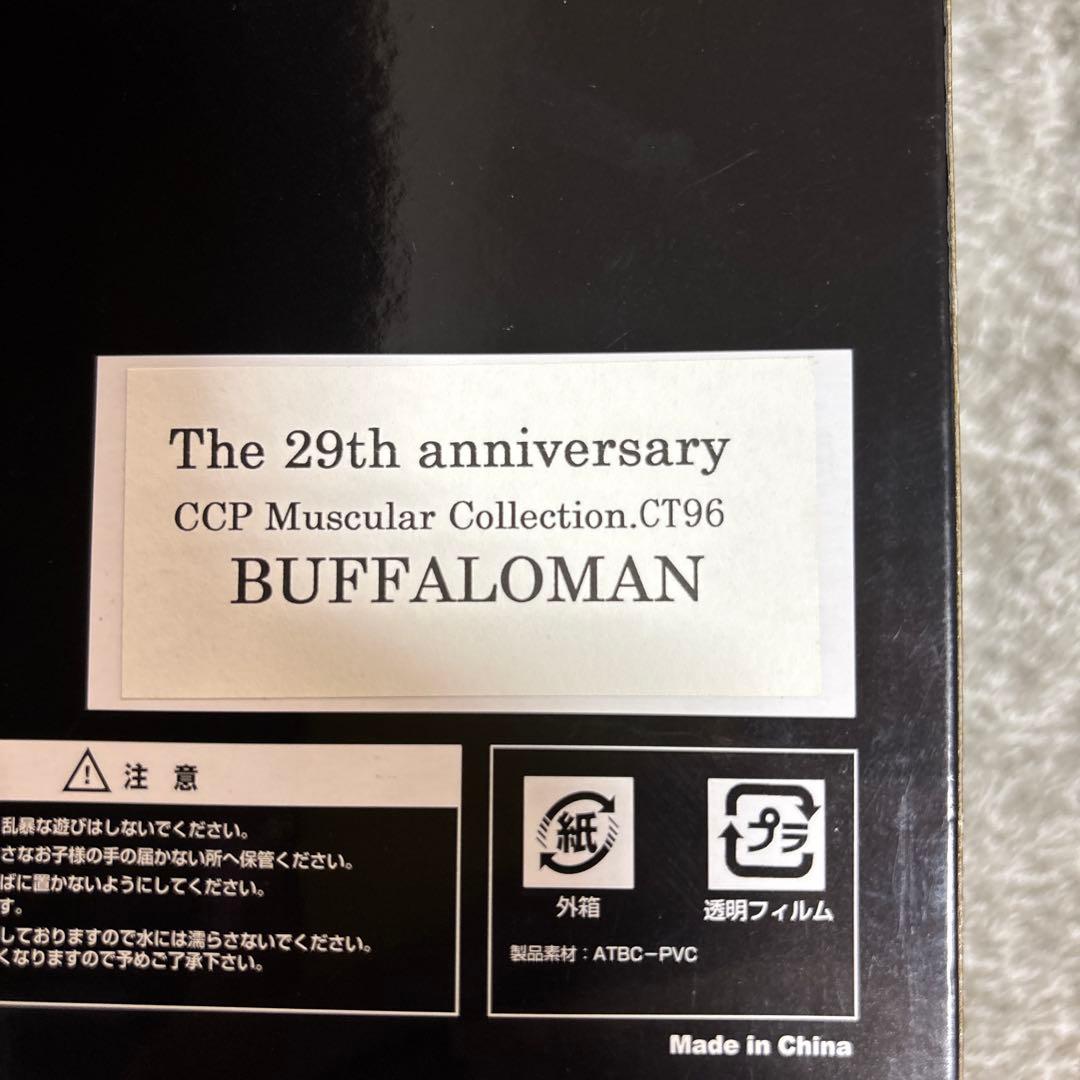 The 29th anniversary
CCP Muscular Collection.CT96
BUFFALOMAN
注意
乱暴な遊びはしないでください。
さなお子様の手の届かない所へ保管ください。
ばに置かないようにしてください。
す。
しておりますので水には濡らさないでください。
くなりますので予めご了承下さい。
紙
外箱
プラ
透明フィルム
製品素材：ATBC-PVC
Made in China